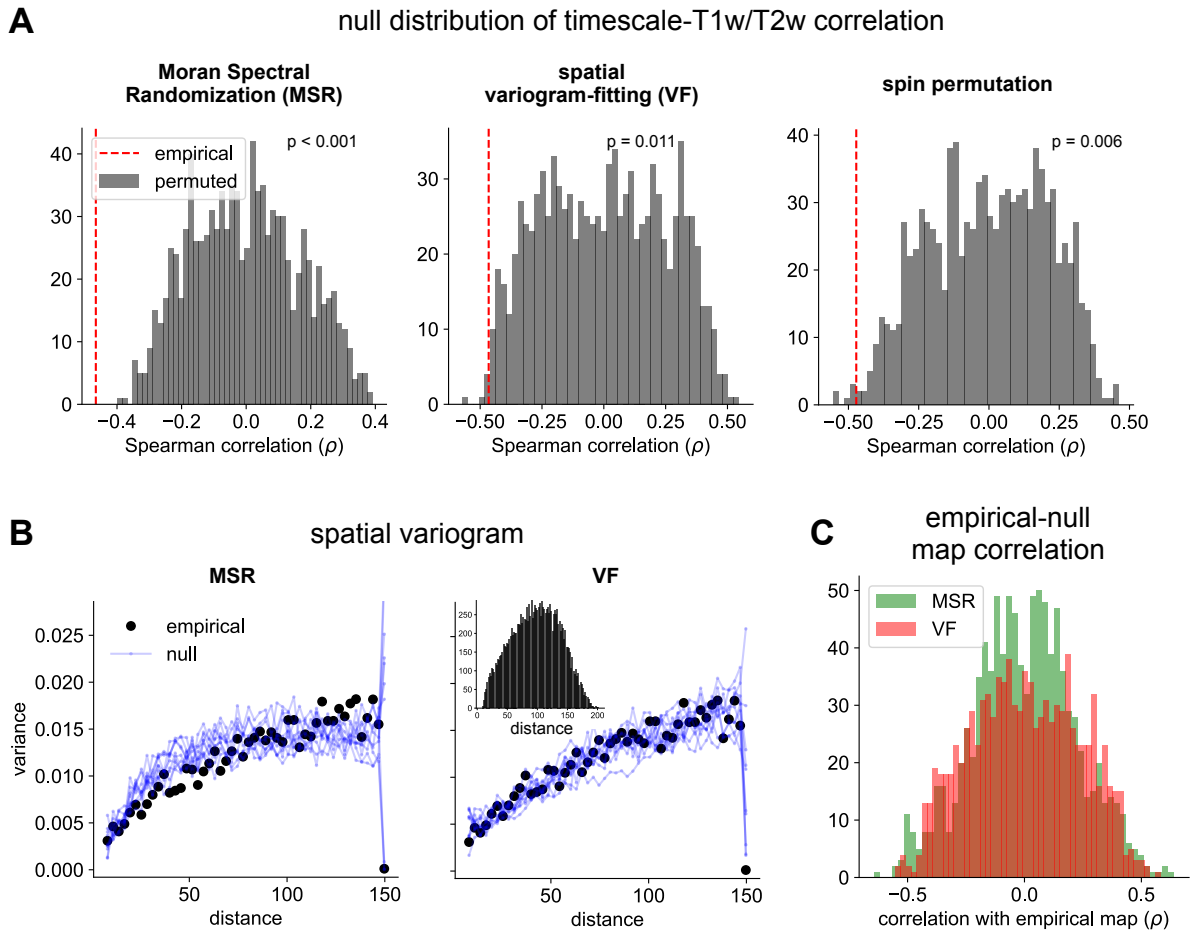 A
null distribution of timescale-T1w/T2w correlation
Moran Spectral
Randomization (MSR)
spatial
variogram-fitting (VF)
spin permutation
empirical
permuted
p < 0.001
p = 0.011
p = 0.006
40
30
20
10
0
−0.4
−0.2
0.0
0.2
0.4
Spearman correlation (ρ)
30
20
10
0
−0.50
−0.25
0.00
0.25
0.50
Spearman correlation (ρ)
40
30
20
10
0
−0.50
−0.25
0.00
0.25
0.50
Spearman correlation (ρ)
B
spatial variogram
MSR
VF
empirical
null
variance
0.025
0.020
0.015
0.010
0.005
0.000
50
100
150
distance
250
200
150
100
50
0
0
50
100
150
200
distance
50
100
150
distance
C
empirical-null
map correlation
MSR
VF
50
40
30
20
10
0
−0.5
0.0
0.5
correlation with empirical map (ρ)